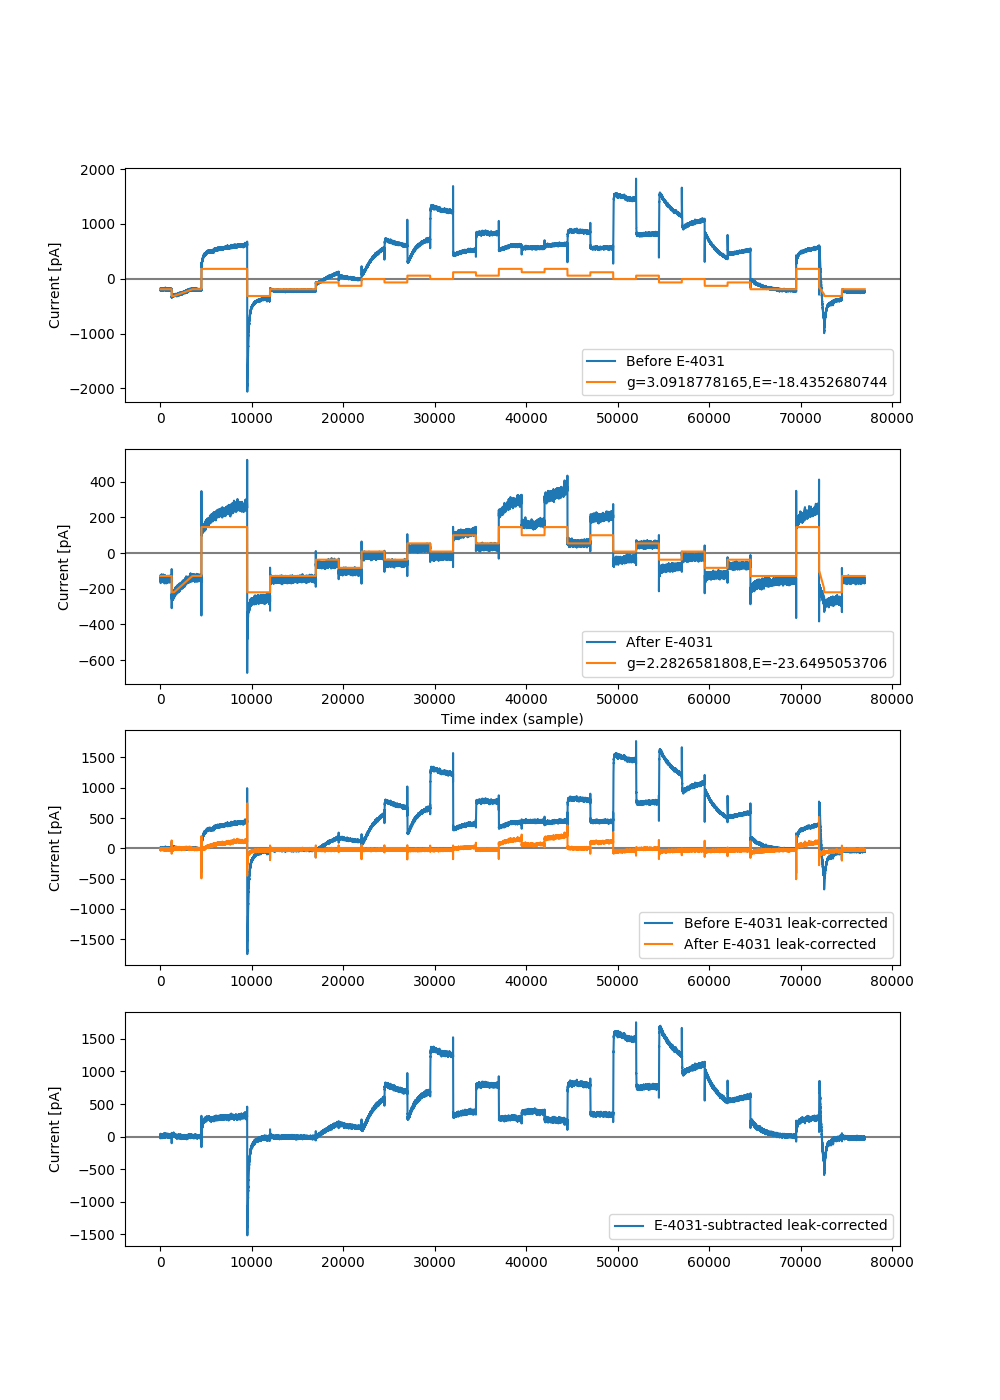 2000
1000
0
−1000
−2000
Current [pA]
Before E-4031
g=3.0918778165,E=-18.4352680744
0 10000 20000 30000 40000 50000 60000 70000 80000
400
200
0
−200
−400
−600
Current [pA]
After E-4031
g=2.2826581808,E=-23.6495053706
0 10000 20000 30000 40000 50000 60000 70000 80000
Time index (sample)
1500
1000
500
0
−500
−1000
−1500
Current [pA]
Before E-4031 leak-corrected
After E-4031 leak-corrected
0 10000 20000 30000 40000 50000 60000 70000 80000
1500
1000
500
0
−500
−1000
−1500
Current [pA]
E-4031-subtracted leak-corrected
0 10000 20000 30000 40000 50000 60000 70000 80000